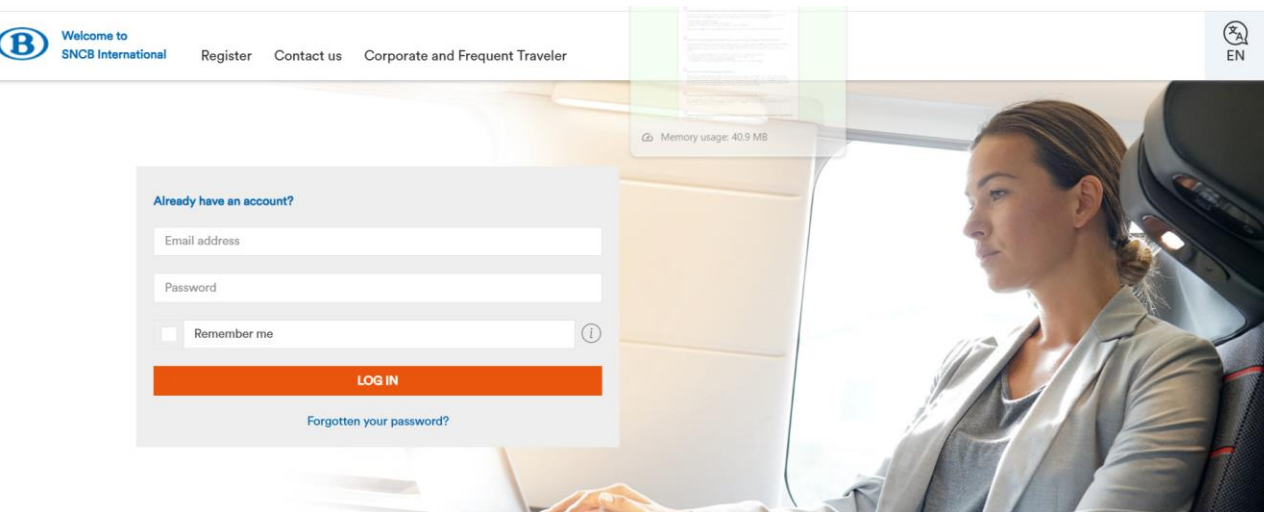 B
Welcome to
SNCB International
Register
Contact us
Corporate and Frequent Traveler
EN
Memory usage: 40.9 MB
Already have an account?
Email address
Password
Remember me
i
LOG IN
Forgotten your password?